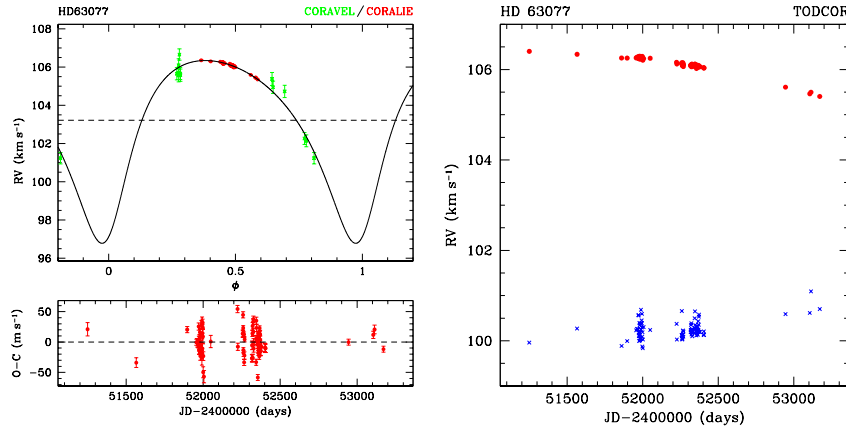 HD63077 CORAVEL/CORALIE
108
106
104
102
100
98
96
RV (km s⁻¹)
0 0.5 1
ϕ
50
0
−50
O−C (m s⁻¹)
51500 52000 52500 53000
JD−2400000 (days)
HD 63077 TODCOR
106
104
102
100
RV (km s⁻¹)
51500 52000 52500 53000
JD−2400000 (days)